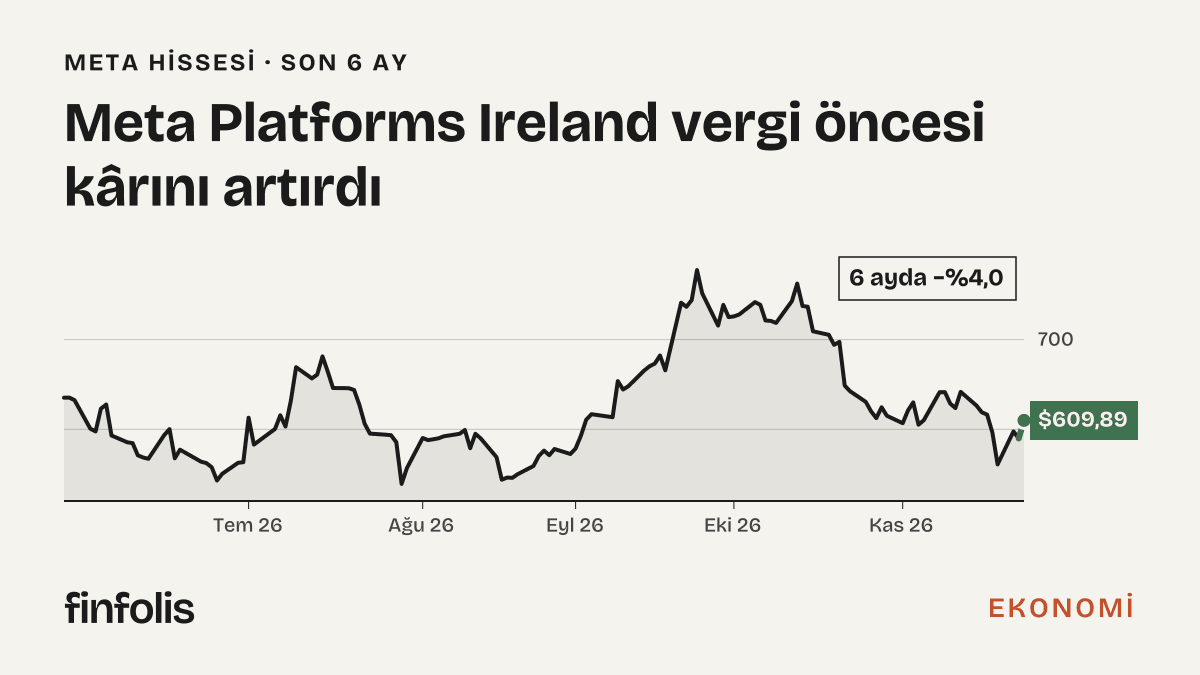 META HİSSESİ · SON 6 AY
Meta Platforms Ireland vergi öncesi
kârını artırdı
6 ayda −%4,0
700
$609,89
Tem 26
Ağu 26
Eyl 26
Eki 26
Kas 26
finfolis
EKONOMİ